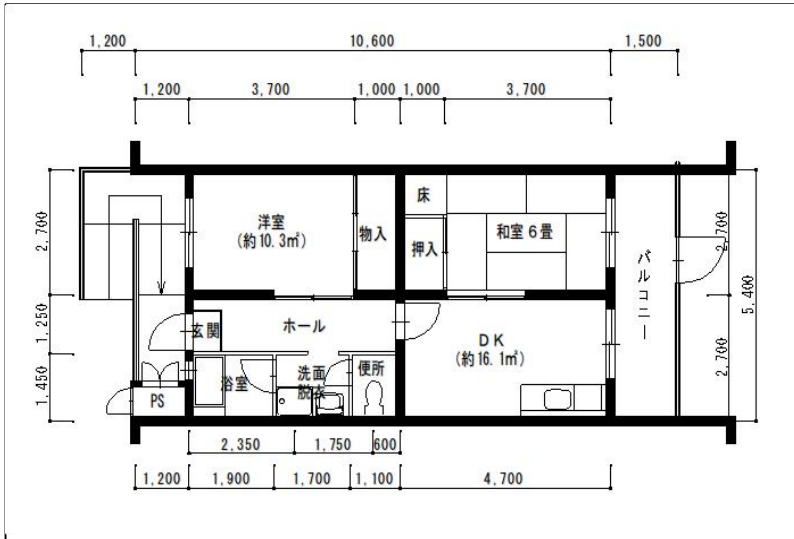 1,200 10,600 1,500
1,200 3,700 1,000 1,000 3,700
床
洋室
(約10.3㎡)
物入
和室6畳
押入
バルコニー
2,700
2,700
5,400
1,250
玄関
ホール
DK
(約16.1㎡)
1,450
2,700
浴室
洗面
脱衣
便所
PS
2,350 1,750 600
1,200 1,900 1,700 1,100 4,700